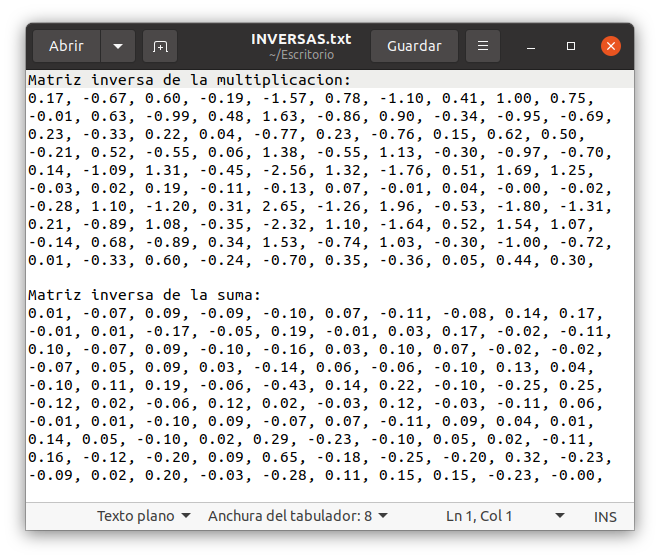 Abrir
INVERSAS.txt
~/Escritorio
Guardar
Matriz inversa de la multiplicacion:
0.17, -0.67, 0.60, -0.19, -1.57, 0.78, -1.10, 0.41, 1.00, 0.75,
-0.01, 0.63, -0.99, 0.48, 1.63, -0.86, 0.90, -0.34, -0.95, -0.69,
0.23, -0.33, 0.22, 0.04, -0.77, 0.23, -0.76, 0.15, 0.62, 0.50,
-0.21, 0.52, -0.55, 0.06, 1.38, -0.55, 1.13, -0.30, -0.97, -0.70,
0.14, -1.09, 1.31, -0.45, -2.56, 1.32, -1.76, 0.51, 1.69, 1.25,
-0.03, 0.02, 0.19, -0.11, -0.13, 0.07, -0.01, 0.04, -0.00, -0.02,
-0.28, 1.10, -1.20, 0.31, 2.65, -1.26, 1.96, -0.53, -1.80, -1.31,
0.21, -0.89, 1.08, -0.35, -2.32, 1.10, -1.64, 0.52, 1.54, 1.07,
-0.14, 0.68, -0.89, 0.34, 1.53, -0.74, 1.03, -0.30, -1.00, -0.72,
0.01, -0.33, 0.60, -0.24, -0.70, 0.35, -0.36, 0.05, 0.44, 0.30,
Matriz inversa de la suma:
0.01, -0.07, 0.09, -0.09, -0.10, 0.07, -0.11, -0.08, 0.14, 0.17,
-0.01, 0.01, -0.17, -0.05, 0.19, -0.01, 0.03, 0.17, -0.02, -0.11,
0.10, -0.07, 0.09, -0.10, -0.16, 0.03, 0.10, 0.07, -0.02, -0.02,
-0.07, 0.05, 0.09, 0.03, -0.14, 0.06, -0.06, -0.10, 0.13, 0.04,
-0.10, 0.11, 0.19, -0.06, -0.43, 0.14, 0.22, -0.10, -0.25, 0.25,
-0.12, 0.02, -0.06, 0.12, 0.02, -0.03, 0.12, -0.03, -0.11, 0.06,
-0.01, 0.01, -0.10, 0.09, -0.07, 0.07, -0.11, 0.09, 0.04, 0.01,
0.14, 0.05, -0.10, 0.02, 0.29, -0.23, -0.10, 0.05, 0.02, -0.11,
0.16, -0.12, -0.20, 0.09, 0.65, -0.18, -0.25, -0.20, 0.32, -0.23,
-0.09, 0.02, 0.20, -0.03, -0.28, 0.11, 0.15, 0.15, -0.23, -0.00,
Texto plano Anchura del tabulador: 8 Ln 1, Col 1 INS